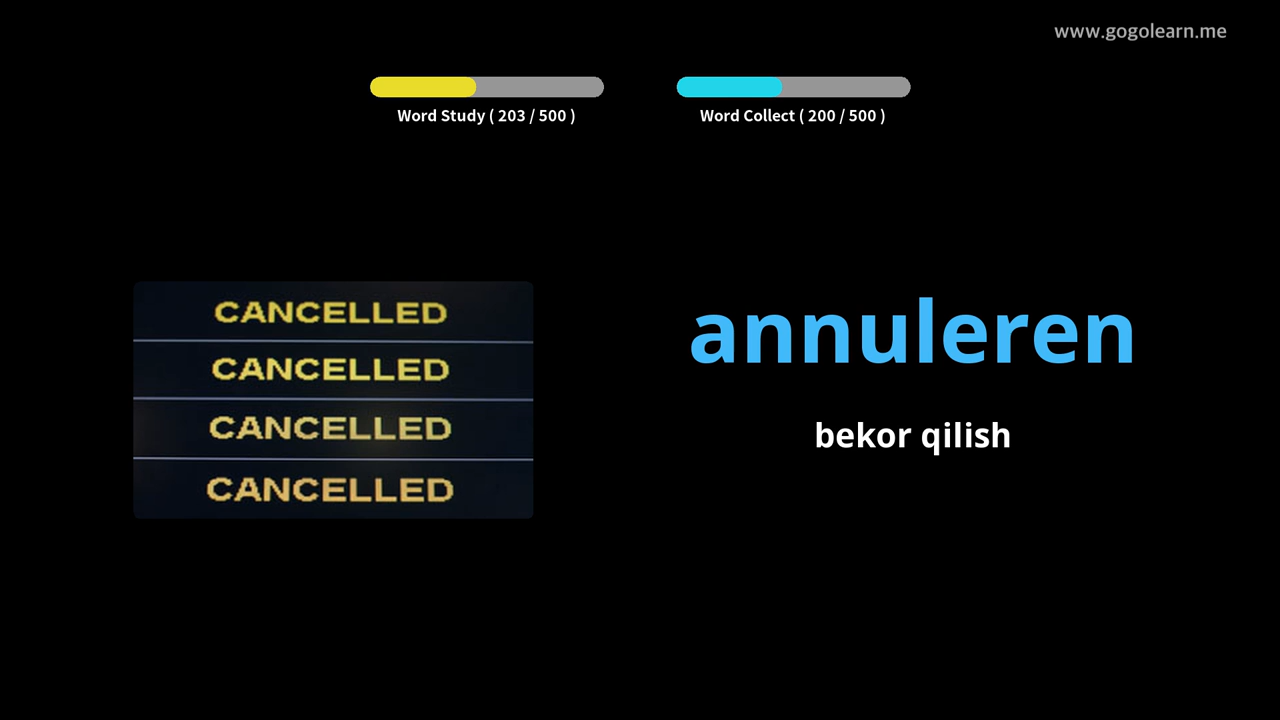 www.gogolearn.me
Word Study ( 203 / 500 )
Word Collect ( 200 / 500 )
CANCELLED
CANCELLED
CANCELLED
CANCELLED
annuleren
bekor qilish